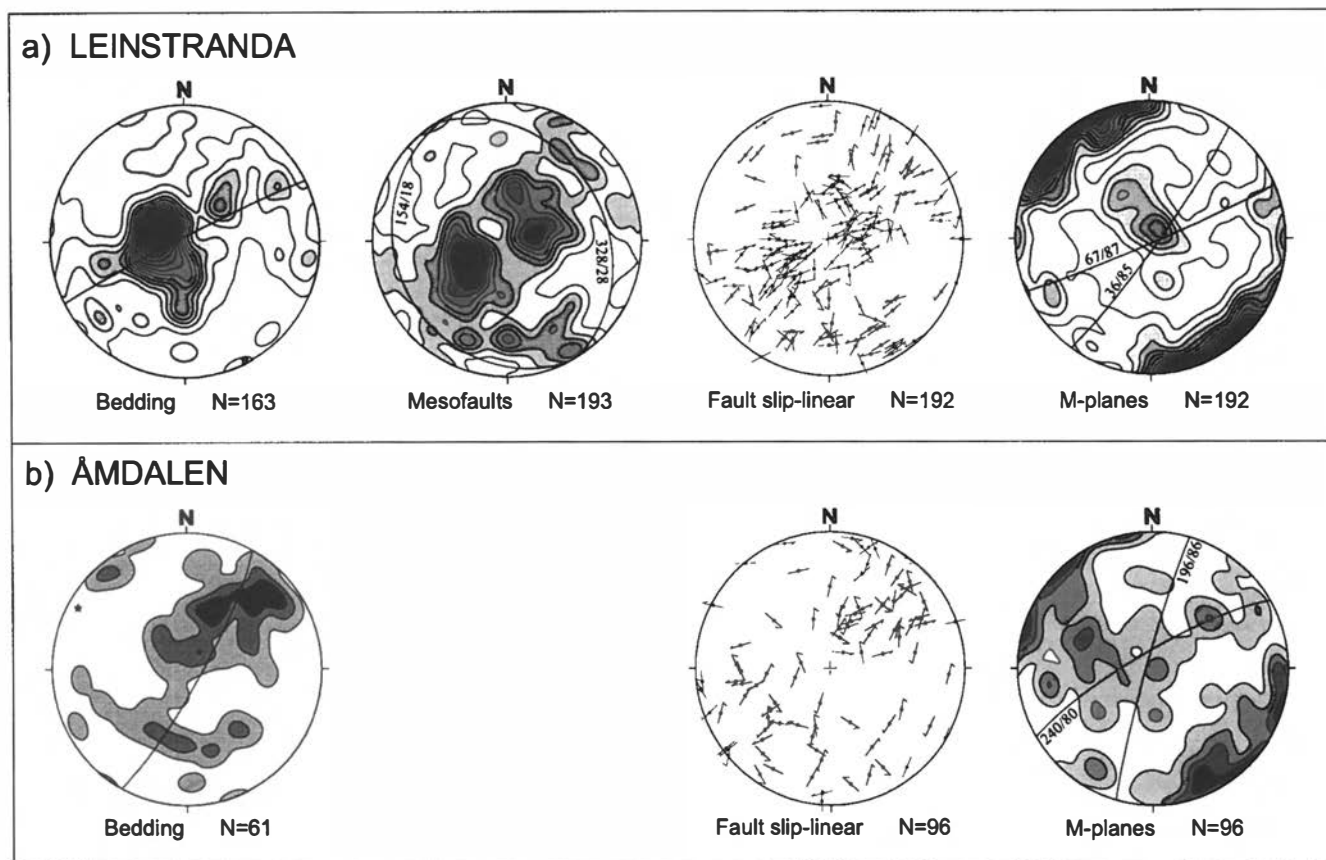 a) LEINSTRANDA
N
N
N
N
154/18
328/28
67/87
36/85
Bedding N=163
Mesofaults N=193
Fault slip-linear N=192
M-planes N=192
b) ÅMDALEN
N
N
N
196/86
240/80
Bedding N=61
Fault slip-linear N=96
M-planes N=96